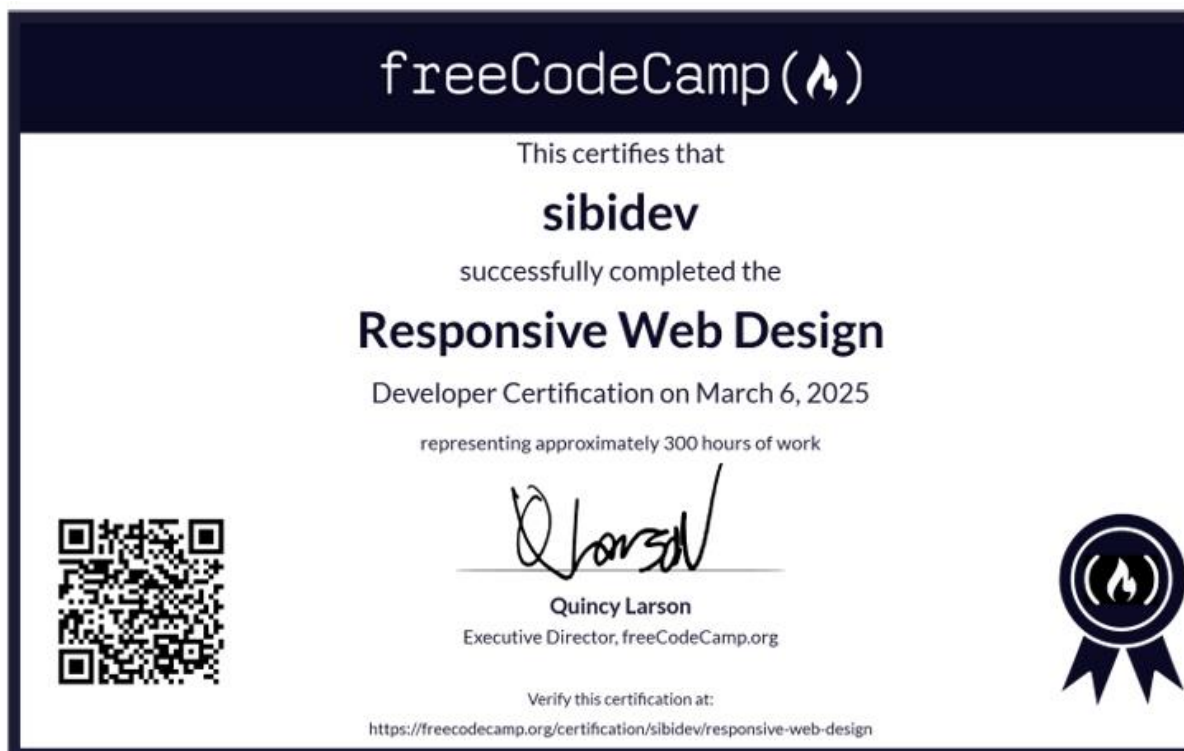 freeCodeCamp
This certifies that
sibidev
successfully completed the
Responsive Web Design
Developer Certification on March 6, 2025
representing approximately 300 hours of work
Q Larson
Quincy Larson
Executive Director, freeCodeCamp.org
Verify this certification at:
https://freecodecamp.org/certification/sibidev/responsive-web-design